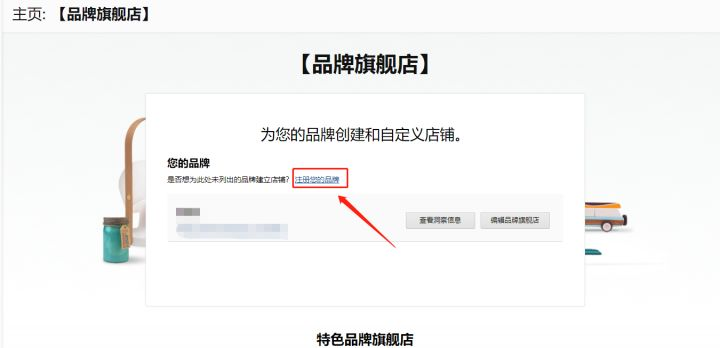 主页: 【品牌旗舰店】
【品牌旗舰店】
为您的品牌创建和自定义店铺。
您的品牌
是否想为此处未列出的品牌建立店铺? 注册您的品牌
查看洞察信息 编辑品牌旗舰店
特色品牌旗舰店